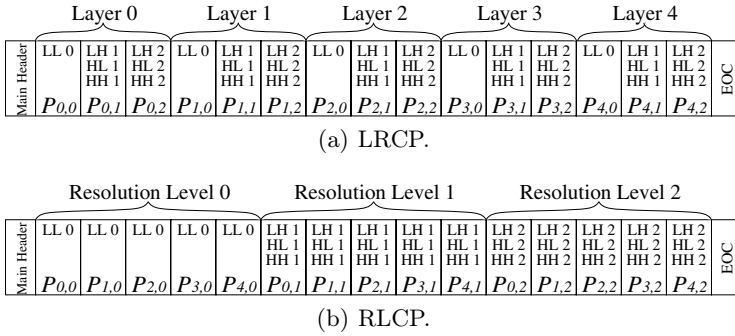 Layer 0 Layer 1 Layer 2 Layer 3 Layer 4
Main Header
LL 0 LH 1 LH 2 LL 0 LH 1 LH 2 LL 0 LH 1 LH 2 LL 0 LH 1 LH 2 LL 0 LH 1 LH 2
HL 1 HL 2 HL 1 HL 2 HL 1 HL 2 HL 1 HL 2 HL 1 HL 2
HH 1 HH 2 HH 1 HH 2 HH 1 HH 2 HH 1 HH 2 HH 1 HH 2
P0,0 P0,1 P0,2 P1,0 P1,1 P1,2 P2,0 P2,1 P2,2 P3,0 P3,1 P3,2 P4,0 P4,1 P4,2
EOC
(a) LRCP.
Resolution Level 0 Resolution Level 1 Resolution Level 2
Main Header
LL 0 LL 0 LL 0 LL 0 LL 0 LH 1 LH 1 LH 1 LH 1 LH 1 LH 2 LH 2 LH 2 LH 2 LH 2
HL 1 HL 1 HL 1 HL 1 HL 1 HL 2 HL 2 HL 2 HL 2 HL 2
HH 1 HH 1 HH 1 HH 1 HH 1 HH 2 HH 2 HH 2 HH 2 HH 2
P0,0 P1,0 P2,0 P3,0 P4,0 P0,1 P1,1 P2,1 P3,1 P4,1 P0,2 P1,2 P2,2 P3,2 P4,2
EOC
(b) RLCP.